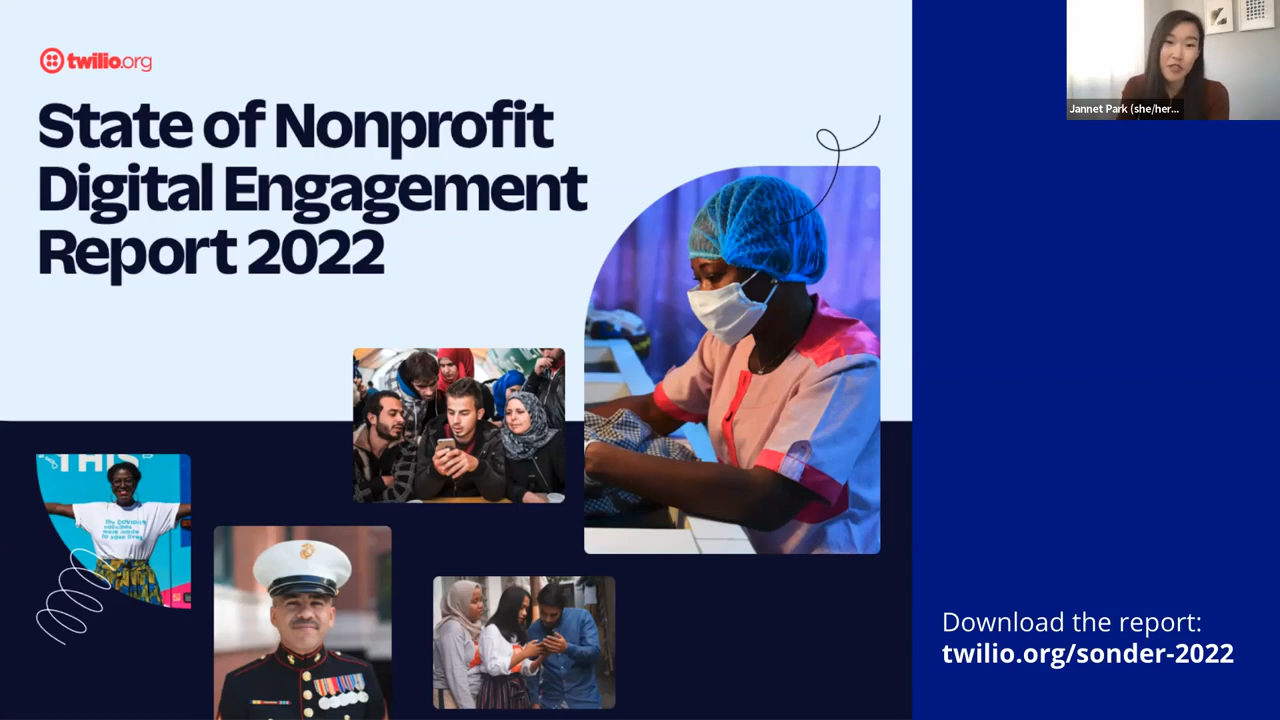 twilio.org
State of Nonprofit
Digital Engagement
Report 2022
Jannet Park (she/her...
THIS
Download the report:
twilio.org/sonder-2022